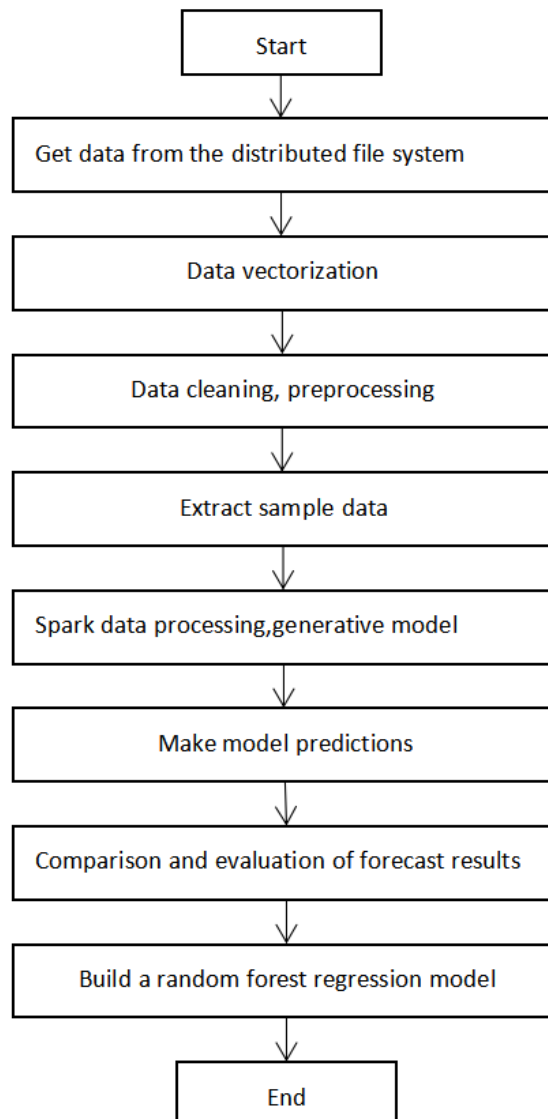 Start
Get data from the distributed file system
Data vectorization
Data cleaning, preprocessing
Extract sample data
Spark data processing,generative model
Make model predictions
Comparison and evaluation of forecast results
Build a random forest regression model
End